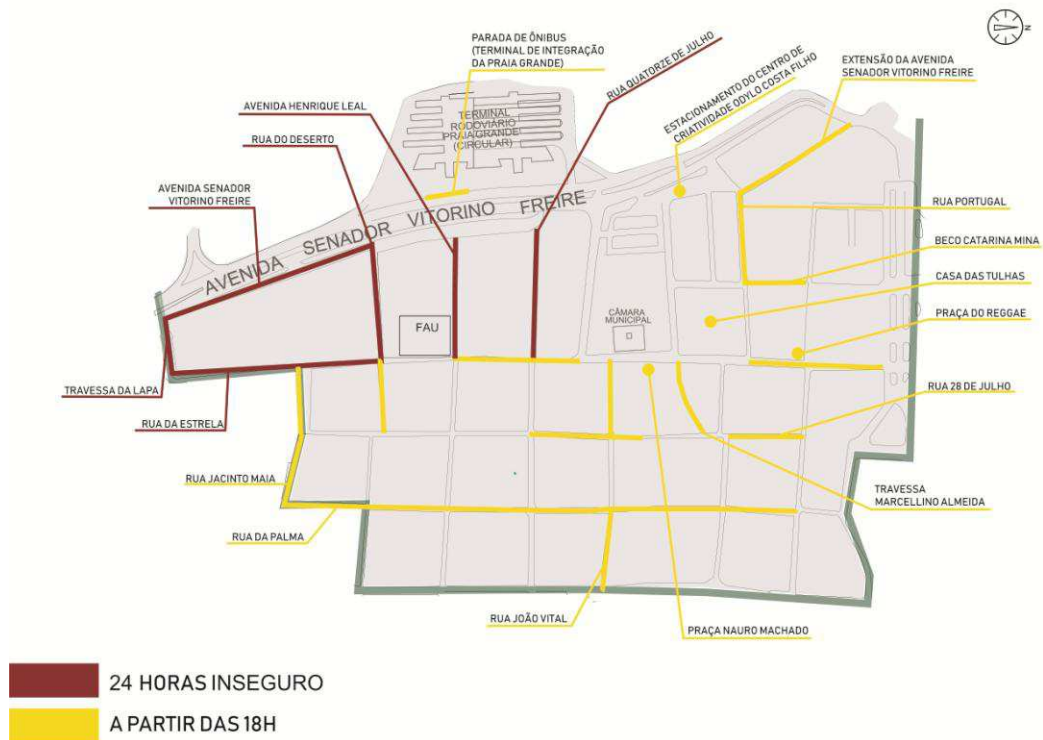 PARADA DE ÔNIBUS
(TERMINAL DE INTEGRAÇÃO
DA PRAIA GRANDE)
RUA QUATORZE DE JULHO
ESTACIONAMENTO DO CENTRO DE
CRIATIVIDADE ODYLO COSTA FILHO
EXTENSÃO DA AVENIDA
SENADOR VITORINO FREIRE
N
AVENIDA HENRIQUE LEAL
TERMINAL
RODOVIÁRIO
PRAIA GRANDE
(CIRCULAR)
RUA DO DESERTO
AVENIDA SENADOR
VITORINO FREIRE
AVENIDA SENADOR VITORINO FREIRE
RUA PORTUGAL
BECO CATARINA MINA
CASA DAS TULHAS
PRAÇA DO REGGAE
CÂMARA
MUNICIPAL
FAU
TRAVESSA DA LAPA
RUA 28 DE JULHO
RUA DA ESTRELA
RUA JACINTO MAIA
TRAVESSA
MARCELLINO ALMEIDA
RUA DA PALMA
RUA JOÃO VITAL
PRAÇA NAURO MACHADO
24 HORAS INSEGURO
A PARTIR DAS 18H